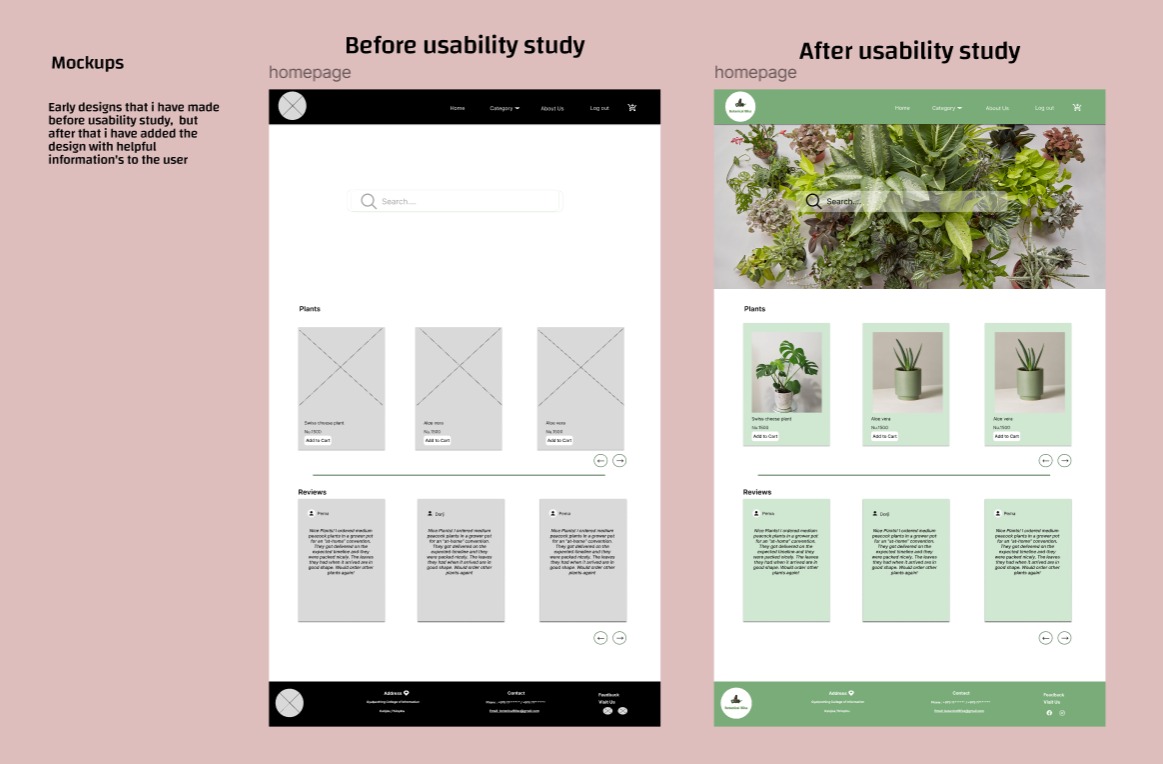 Mockups
Early designs that i have made
before usability study, but
after that i have added the
design with helpful
information's to the user
Before usability study
homepage
Home
Category
About Us
Log out
Search....
Plants
Swiss cheese plant
Nu.1500
Add to Cart
Aloe vera
Nu.1500
Add to Cart
Aloe vera
Nu.1500
Add to Cart
Reviews
Pema
Nice Plants! I ordered medium
peacock plants in a grower pot
for an "at-home" convention.
They got delivered on the
expected timeline and they
were packed nicely. The leaves
they had when it arrived are in
good shape. Would order other
plants again!
Dorji
Nice Plants! I ordered medium
peacock plants in a grower pot
for an "at-home" convention.
They got delivered on the
expected timeline and they
were packed nicely. The leaves
they had when it arrived are in
good shape. Would order other
plants again!
Pema
Nice Plants! I ordered medium
peacock plants in a grower pot
for an "at-home" convention.
They got delivered on the
expected timeline and they
were packed nicely. The leaves
they had when it arrived are in
good shape. Would order other
plants again!
Address
College of Information
Contact
Feedback
Visit Us
After usability study
homepage
Home
Category
About Us
Log out
Search....
Plants
Swiss cheese plant
Nu.1500
Add to Cart
Aloe vera
Nu.1500
Add to Cart
Aloe vera
Nu.1500
Add to Cart
Reviews
Pema
Nice Plants! I ordered medium
peacock plants in a grower pot
for an "at-home" convention.
They got delivered on the
expected timeline and they
were packed nicely. The leaves
they had when it arrived are in
good shape. Would order other
plants again!
Dorji
Nice Plants! I ordered medium
peacock plants in a grower pot
for an "at-home" convention.
They got delivered on the
expected timeline and they
were packed nicely. The leaves
they had when it arrived are in
good shape. Would order other
plants again!
Pema
Nice Plants! I ordered medium
peacock plants in a grower pot
for an "at-home" convention.
They got delivered on the
expected timeline and they
were packed nicely. The leaves
they had when it arrived are in
good shape. Would order other
plants again!
Address
College of Information
Contact
Feedback
Visit Us